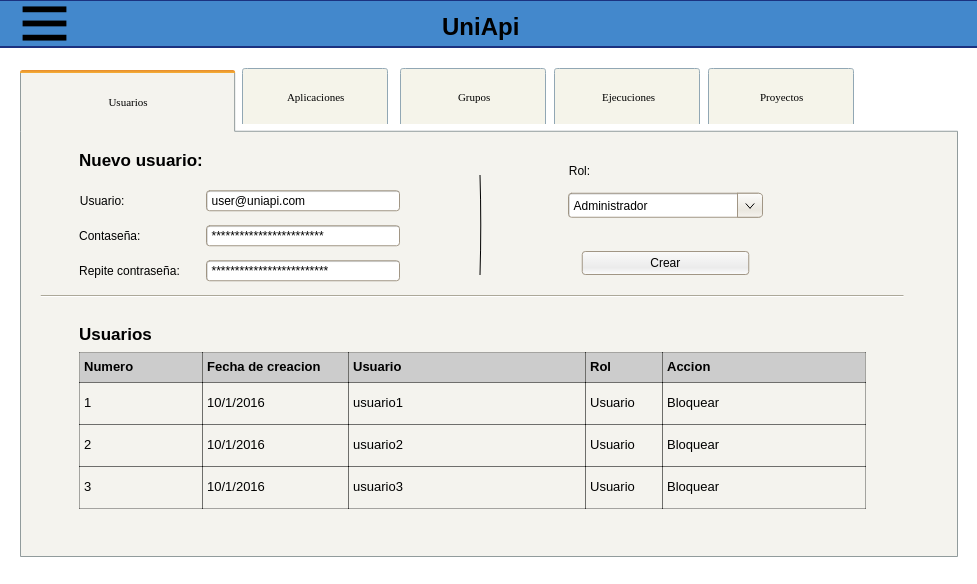 UniApi
Usuarios
Aplicaciones
Grupos
Ejecuciones
Proyectos
Nuevo usuario:
Usuario: user@uniapi.com
Contaseña: ************************
Repite contraseña: *************************
Rol:
Administrador
Crear
Usuarios
Numero Fecha de creacion Usuario Rol Accion
1 10/1/2016 usuario1 Usuario Bloquear
2 10/1/2016 usuario2 Usuario Bloquear
3 10/1/2016 usuario3 Usuario Bloquear